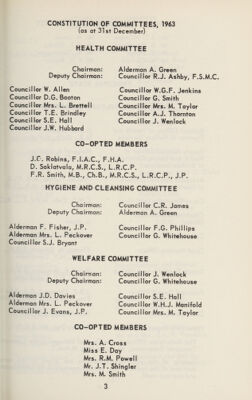 CONSTITUTION OF COMMITTEES, 1963
(as at 31st December)
HEALTH COMMITTEE
Chairman: Alderman A. Green
Deputy Chairman: Councillor R.J. Ashby, F.S.M.C.
Councillor W. Allen Councillor W.G.F. Jenkins
Councillor D.G. Booton Councillor G. Smith
Councillor Mrs. L. Brettell Councillor Mrs. M. Taylor
Councillor T.E. Brindley Councillor A.J. Thornton
Councillor S.E. Hall Councillor J. Wenlock
Councillor J.W. Hubbard
CO-OPTED MEMBERS
J.C. Robins, F.I.A.C., F.H.A.
D. Saklatvala, M.R.C.S., L.R.C.P.
F.R. Smith, M.B., Ch.B., M.R.C.S., L.R.C.P., J.P.
HYGIENE AND CLEANSING COMMITTEE
Chairman: Councillor C.R. James
Deputy Chairman: Alderman A. Green
Alderman F. Fisher, J.P. Councillor F.G. Phillips
Alderman Mrs. L. Peckover Councillor G. Whitehouse
Councillor S.J. Bryant
WELFARE COMMITTEE
Chairman: Councillor J. Wenlock
Deputy Chairman: Councillor G. Whitehouse
Alderman J.D. Davies Councillor S.E. Hall
Alderman Mrs. L. Peckover Councillor W.H.J. Manifold
Councillor J. Evans, J.P. Councillor Mrs. M. Taylor
CO-OPTED MEMBERS
Mrs. A. Cross
Miss E. Day
Mrs. R.M. Powell
Mr. J.T. Shingler
Mrs. M. Smith
3